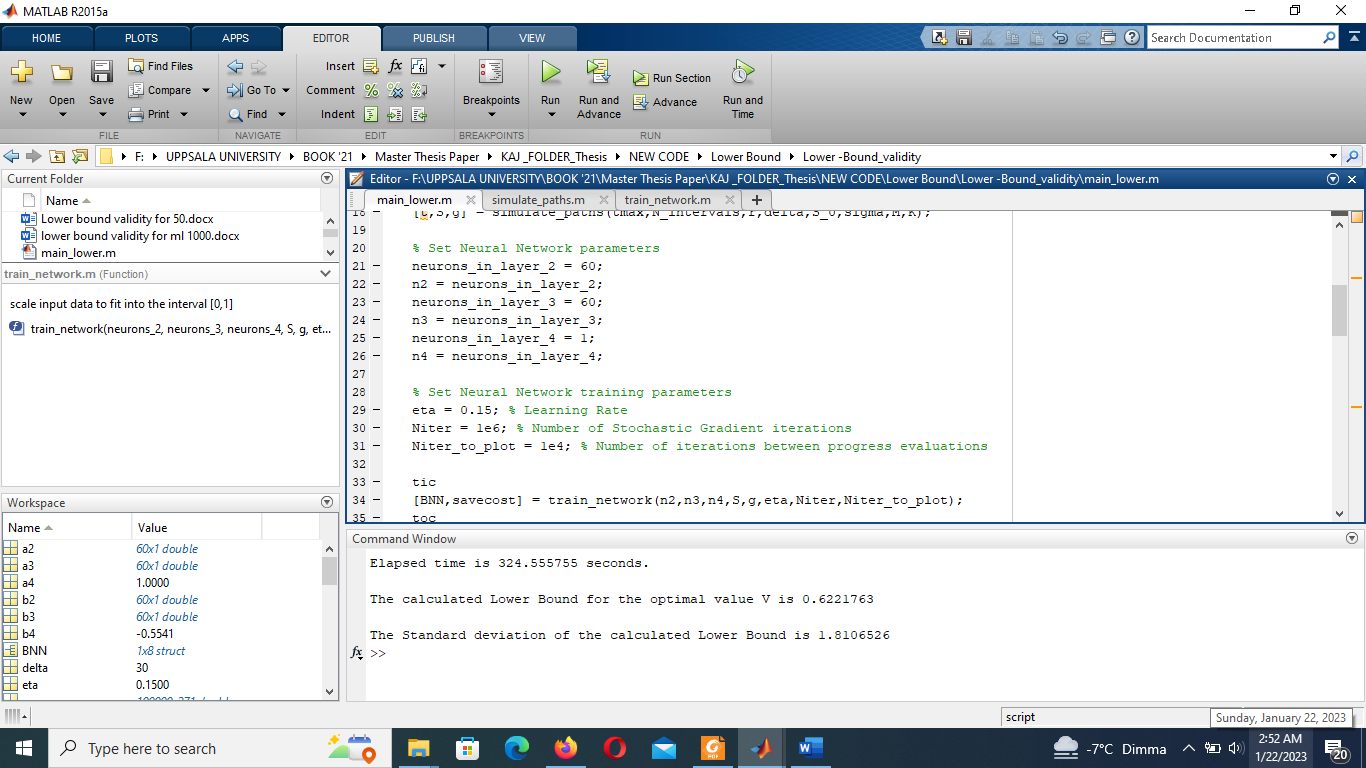 MATLAB R2015a
HOME PLOTS APPS EDITOR PUBLISH VIEW
Search Documentation
New Open Save
Find Files
Compare
Print
Go To
Find
Insert
Comment
Indent
Breakpoints
Run
Run and Advance
Run Section
Advance
Run and Time
FILE NAVIGATE EDIT BREAKPOINTS RUN
F: UPPSALA UNIVERSITY BOOK '21 Master Thesis Paper KAJ _FOLDER_Thesis NEW CODE Lower Bound Lower -Bound_validity
Current Folder
Name
Lower bound validity for 50.docx
lower bound validity for ml 1000.docx
main_lower.m
train_network.m (Function)
scale input data to fit into the interval [0,1]
train_network(neurons_2, neurons_3, neurons_4, S, g, et...
Workspace
Name Value
a2 60x1 double
a3 60x1 double
a4 1.0000
b2 60x1 double
b3 60x1 double
b4 -0.5541
BNN 1x8 struct
delta 30
eta 0.1500
Editor - F:\UPPSALA UNIVERSITY\BOOK '21\Master Thesis Paper\KAJ _FOLDER_Thesis\NEW CODE\Lower Bound\Lower -Bound_validity\main_lower.m
main_lower.m simulate_paths.m train_network.m
18 [t,S,g] = simulate_paths(tmax,N_intervals,r,delta,S_0,sigma,M,K);
19
20 % Set Neural Network parameters
21 neurons_in_layer_2 = 60;
22 n2 = neurons_in_layer_2;
23 neurons_in_layer_3 = 60;
24 n3 = neurons_in_layer_3;
25 neurons_in_layer_4 = 1;
26 n4 = neurons_in_layer_4;
27
28 % Set Neural Network training parameters
29 eta = 0.15; % Learning Rate
30 Niter = 1e6; % Number of Stochastic Gradient iterations
31 Niter_to_plot = 1e4; % Number of iterations between progress evaluations
32
33 tic
34 [BNN,savecost] = train_network(n2,n3,n4,S,g,eta,Niter,Niter_to_plot);
35 toc
Command Window
Elapsed time is 324.555755 seconds.
The calculated Lower Bound for the optimal value V is 0.6221763
The Standard deviation of the calculated Lower Bound is 1.8106526
fx >>
script
Sunday, January 22, 2023
Type here to search
-7°C Dimma
2:52 AM
1/22/2023
20